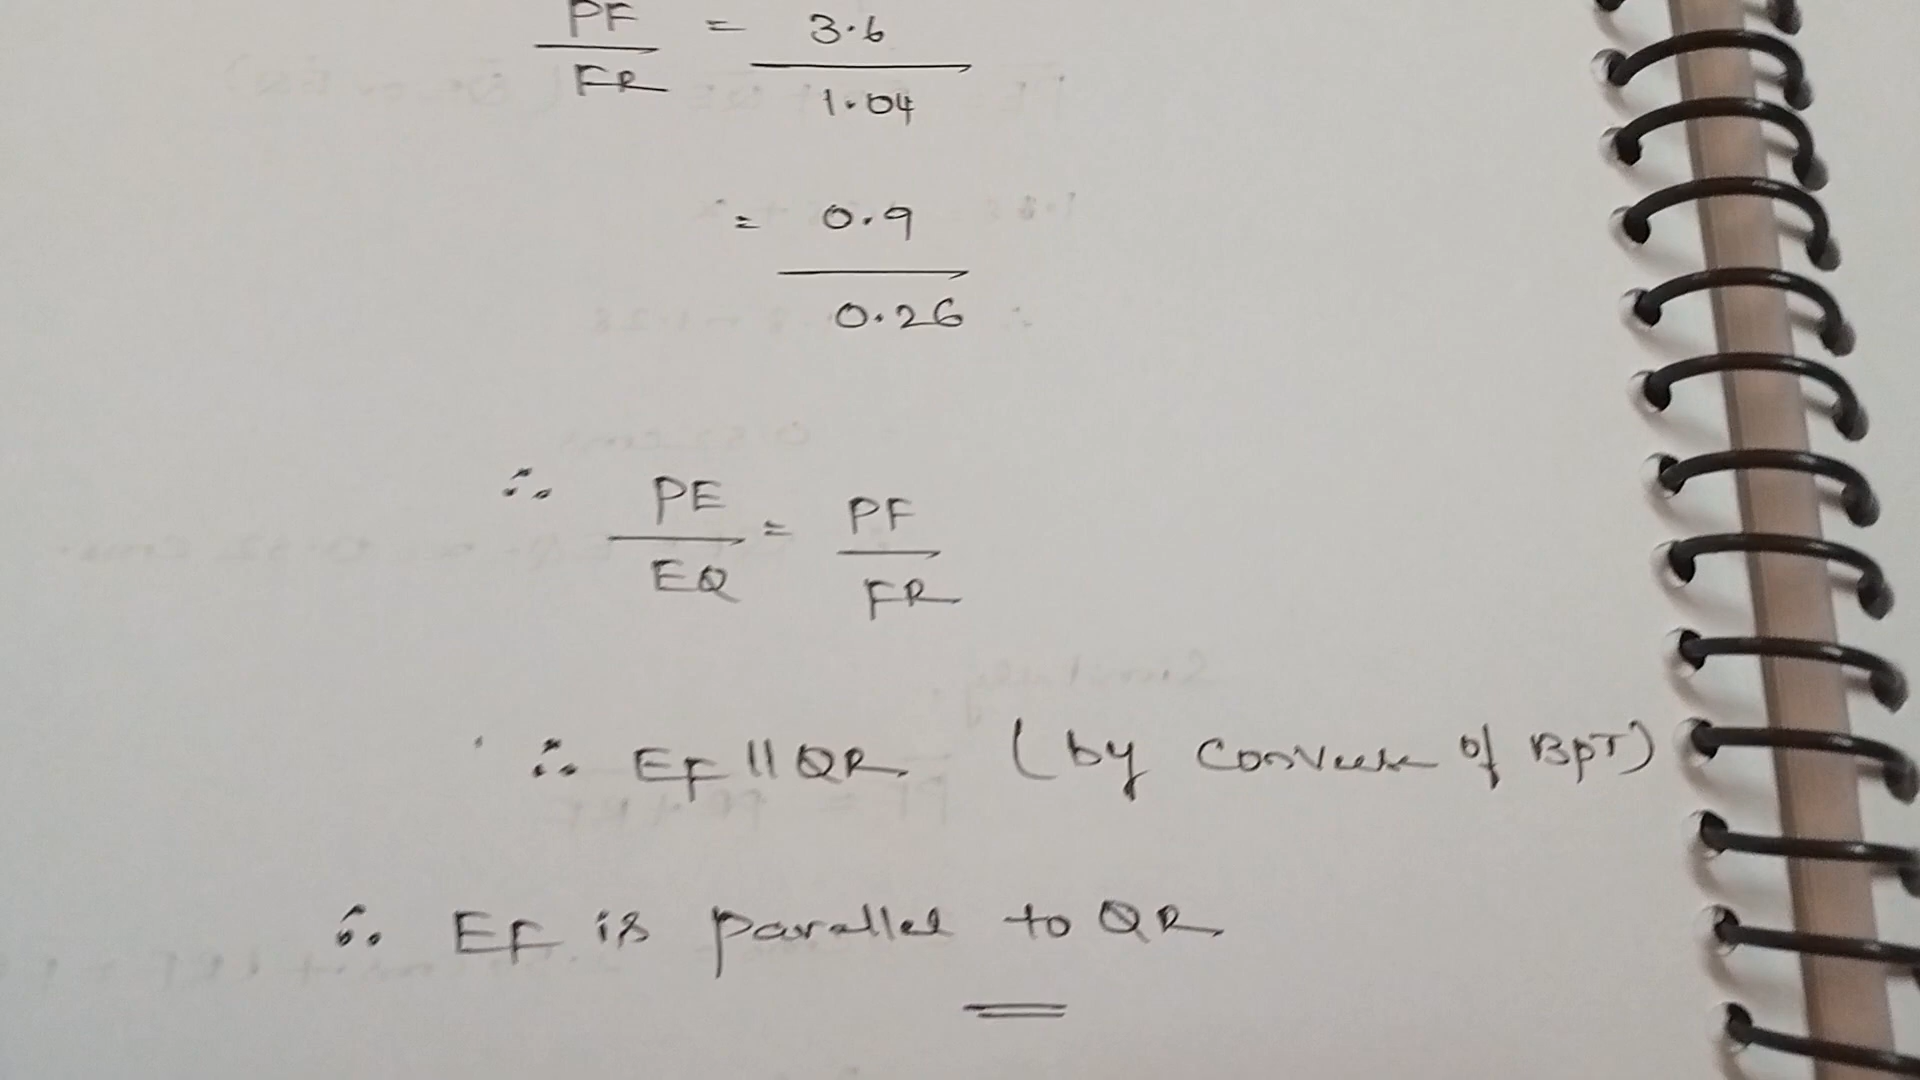 PF = 3.6
FR 1.04
= 0.9
0.26
∴ PE = PF
EQ FR
∴ EF || QR (by Converse of BPT)
∴ EF is parallel to QR